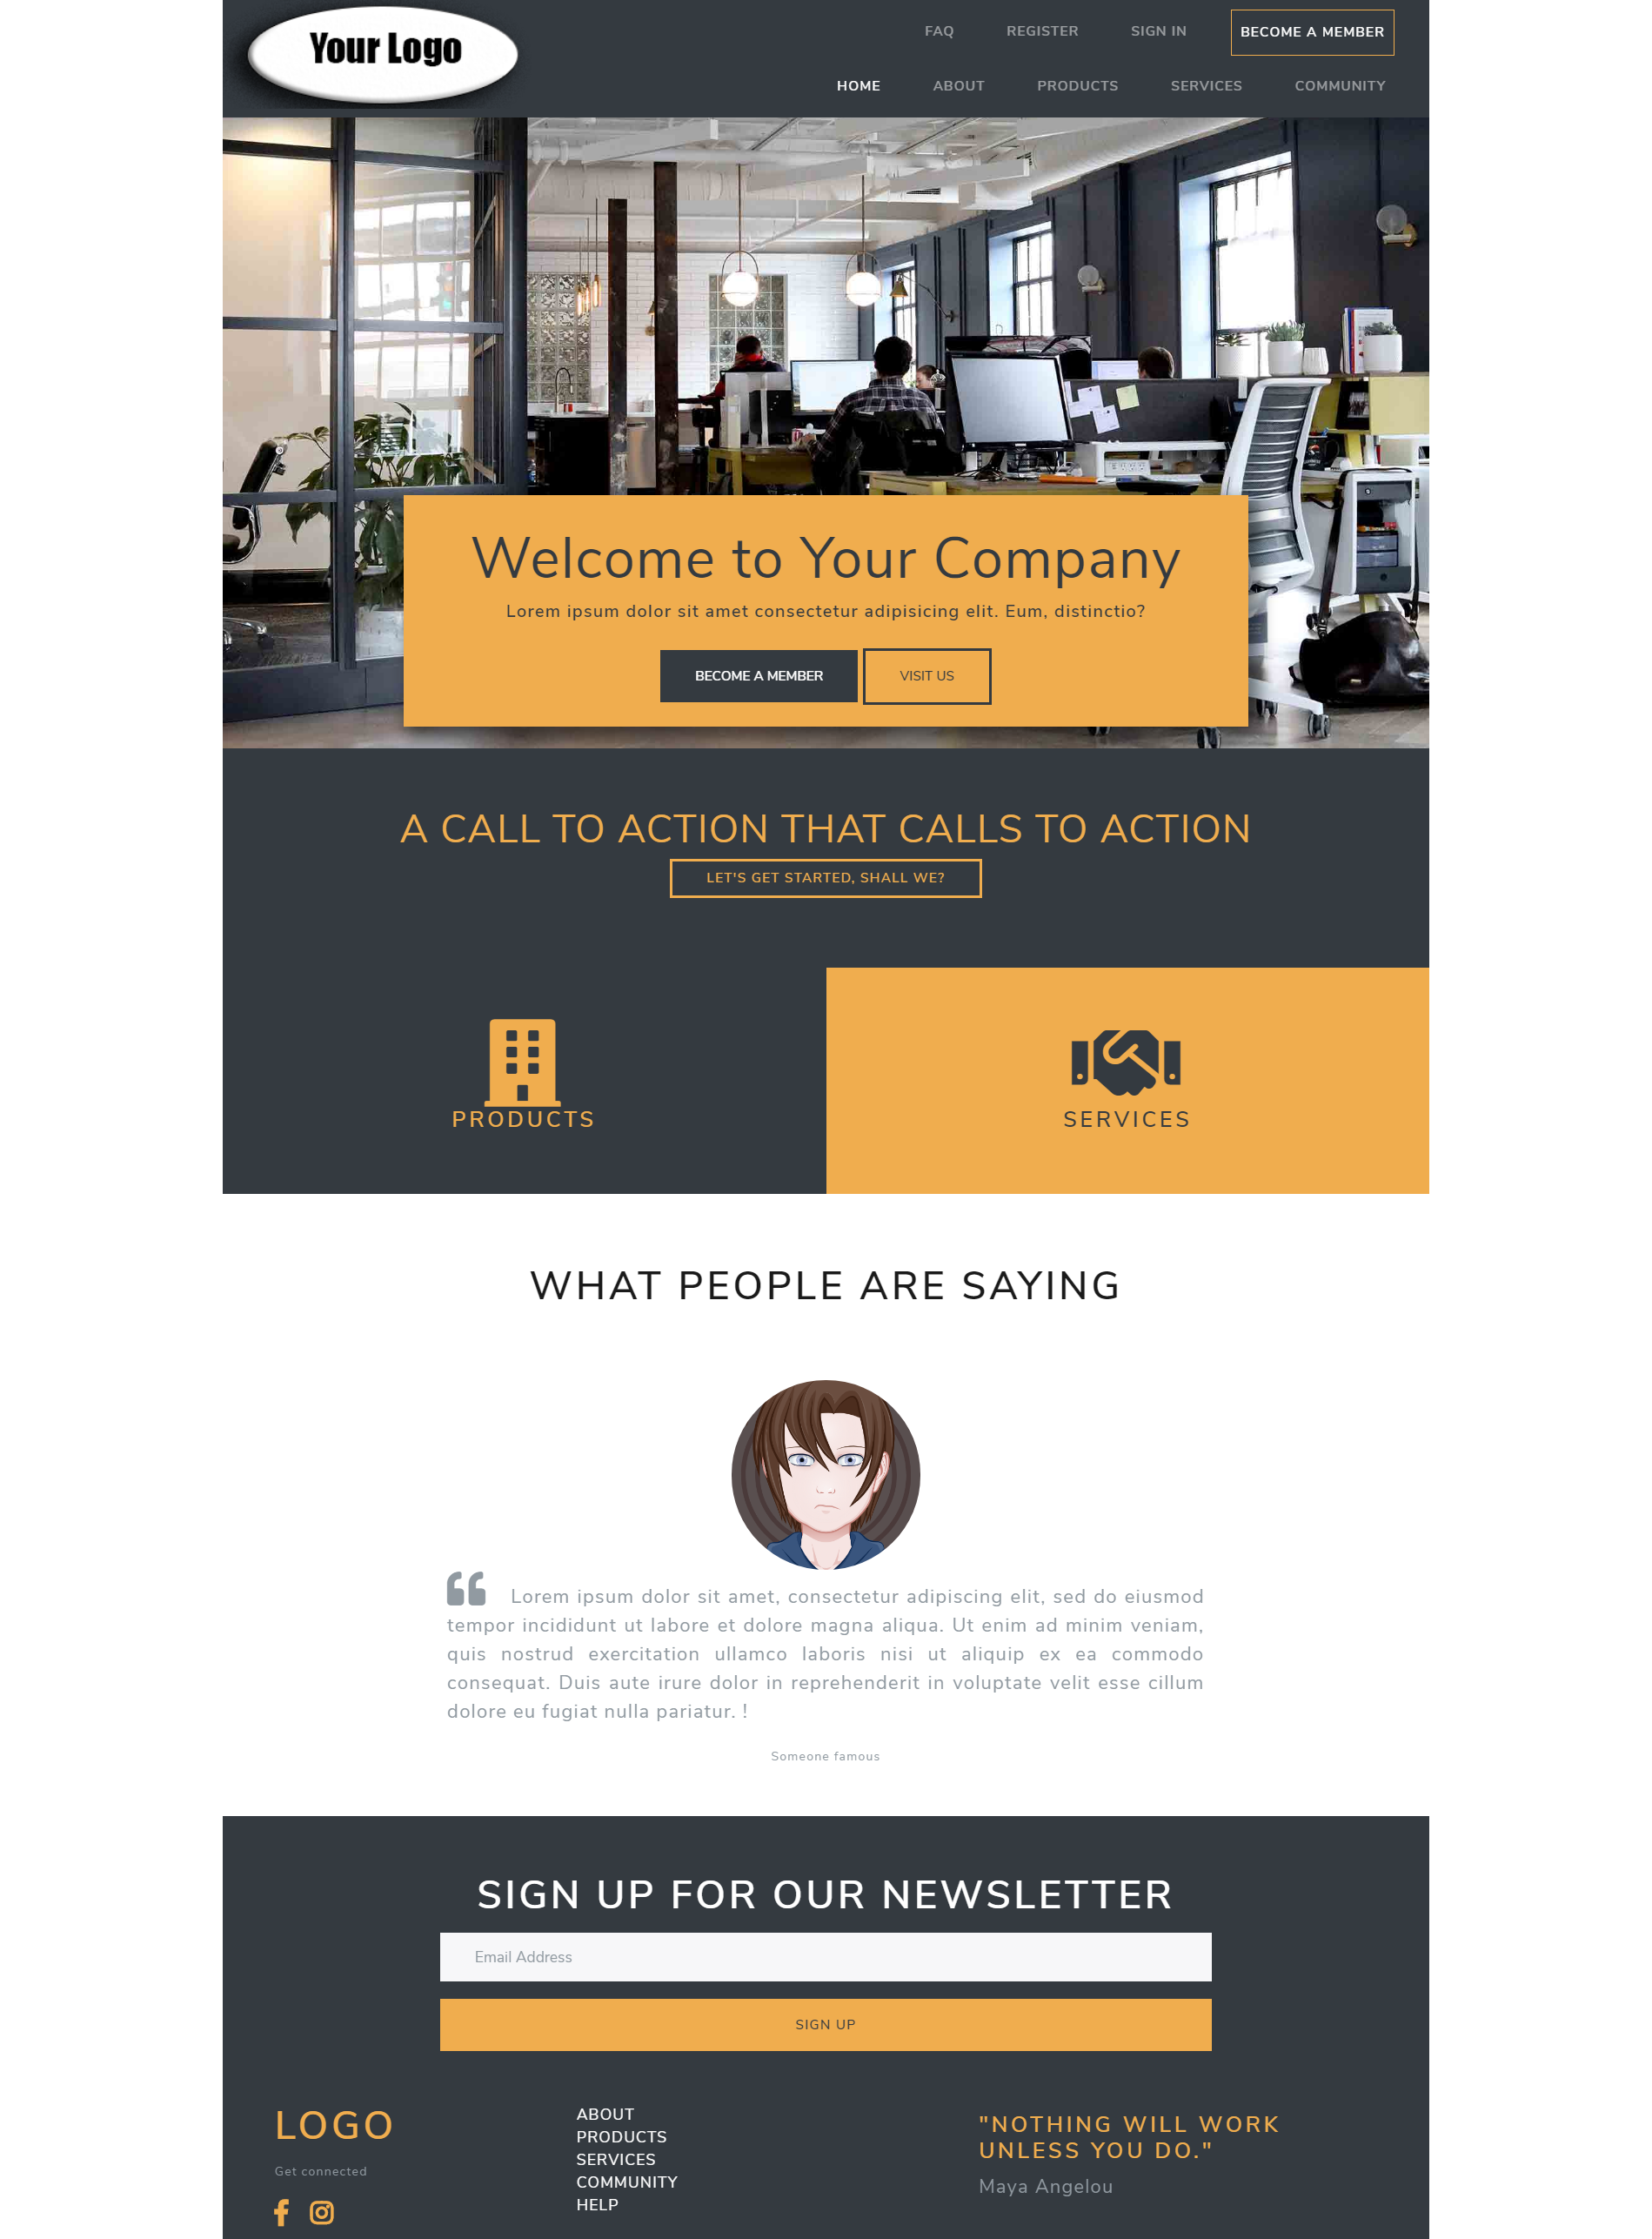 Your Logo
FAQ REGISTER SIGN IN BECOME A MEMBER
HOME ABOUT PRODUCTS SERVICES COMMUNITY
Welcome to Your Company
Lorem ipsum dolor sit amet consectetur adipisicing elit. Eum, distinctio?
BECOME A MEMBER VISIT US
A CALL TO ACTION THAT CALLS TO ACTION
LET'S GET STARTED, SHALL WE?
PRODUCTS SERVICES
WHAT PEOPLE ARE SAYING
Lorem ipsum dolor sit amet, consectetur adipiscing elit, sed do eiusmod
tempor incididunt ut labore et dolore magna aliqua. Ut enim ad minim veniam,
quis nostrud exercitation ullamco laboris nisi ut aliquip ex ea commodo
consequat. Duis aute irure dolor in reprehenderit in voluptate velit esse cillum
dolore eu fugiat nulla pariatur. !
Someone famous
SIGN UP FOR OUR NEWSLETTER
Email Address
SIGN UP
LOGO
Get connected
ABOUT
PRODUCTS
SERVICES
COMMUNITY
HELP
"NOTHING WILL WORK
UNLESS YOU DO."
Maya Angelou